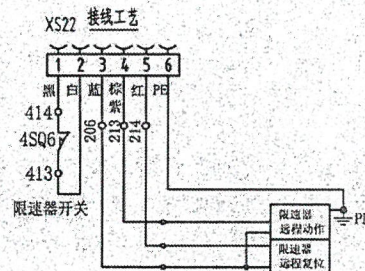 XS22 接线工艺
1 2 3 4 5 6
黑 白 蓝 棕紫 红 PE
414
4SQ6
413
206 213 214
限速器开关
限速器
远程动作
PE
限速器
远程复位